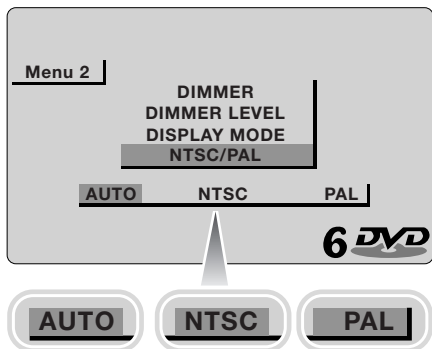 Menu 2
DIMMER
DIMMER LEVEL
DISPLAY MODE
NTSC/PAL
AUTO NTSC PAL
6 DVD
AUTO NTSC PAL